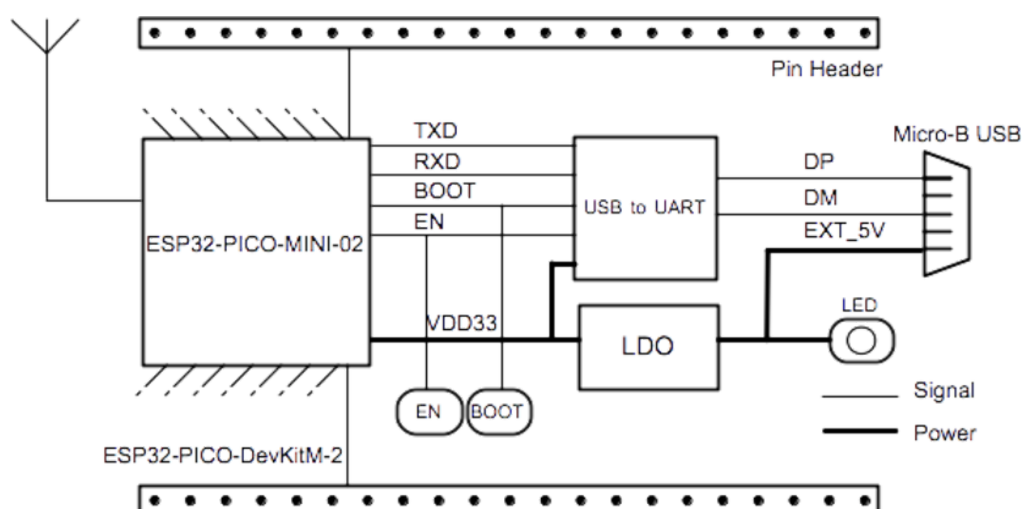 Pin Header
Micro-B USB
TXD
RXD
BOOT
EN
DP
DM
EXT_5V
USB to UART
ESP32-PICO-MINI-02
VDD33
LDO
LED
EN
BOOT
Signal
Power
ESP32-PICO-DevKitM-2